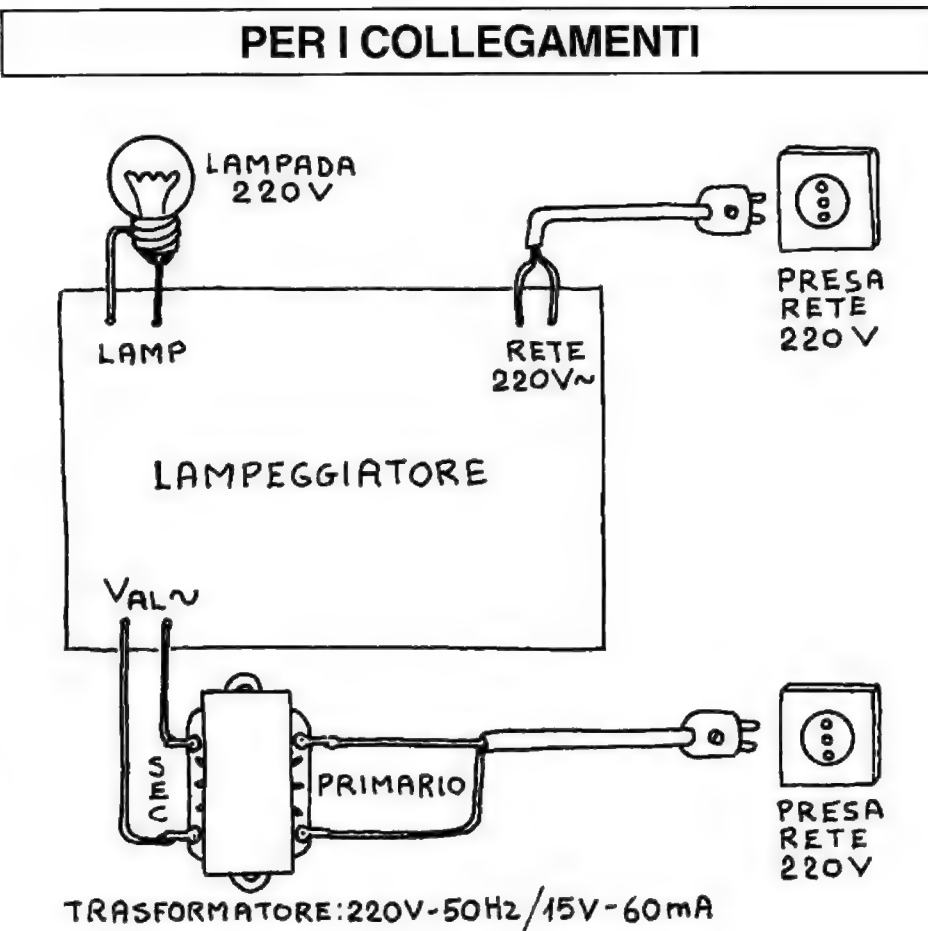 PER I COLLEGAMENTI
LAMPADA
220V
PRESA
RETE
220V
LAMP
RETE
220V~
LAMPEGGIATORE
VAL~
SEC
PRIMARIO
PRESA
RETE
220V
TRASFORMATORE:220V-50Hz/15V-60mA